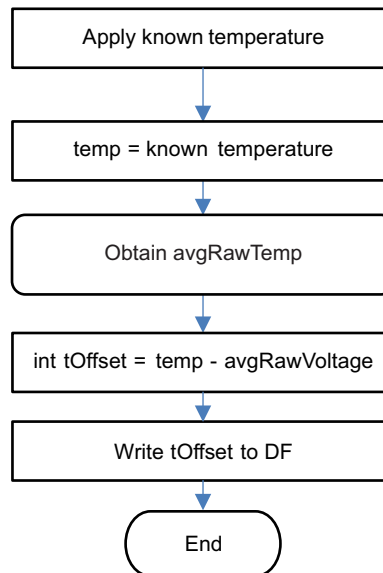 Apply known temperature
temp = known temperature
Obtain avgRawTemp
int tOffset = temp - avgRawVoltage
Write tOffset to DF
End